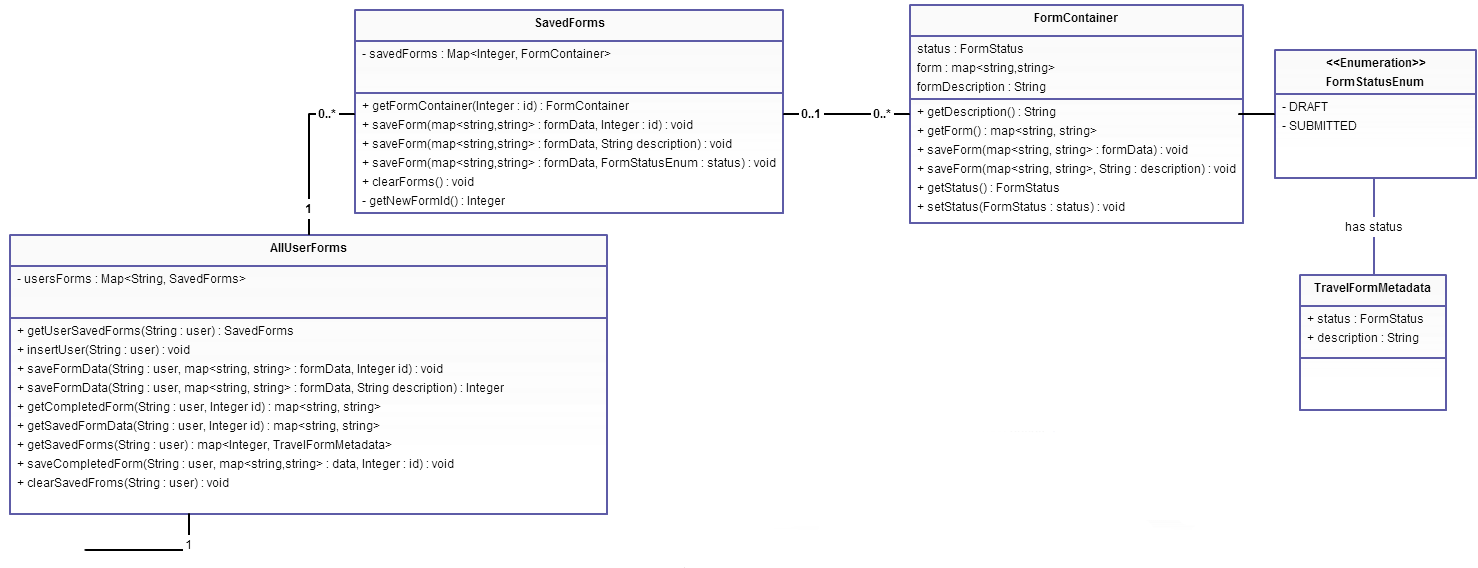 SavedForms
- savedForms : Map<Integer, FormContainer>
+ getFormContainer(Integer : id) : FormContainer
+ saveForm(map<string,string> : formData, Integer : id) : void
+ saveForm(map<string,string> : formData, String description) : void
+ saveForm(map<string,string> : formData, FormStatusEnum : status) : void
+ clearForms() : void
- getNewFormId() : Integer
0..*
1
0..1
0..*
FormContainer
status : FormStatus
form : map<string,string>
formDescription : String
+ getDescription() : String
+ getForm() : map<string, string>
+ saveForm(map<string, string> : formData) : void
+ saveForm(map<string, string>, String : description) : void
+ getStatus() : FormStatus
+ setStatus(FormStatus : status) : void
<<Enumeration>>
FormStatusEnum
- DRAFT
- SUBMITTED
has status
TravelFormMetadata
+ status : FormStatus
+ description : String
AllUserForms
- usersForms : Map<String, SavedForms>
+ getUserSavedForms(String : user) : SavedForms
+ insertUser(String : user) : void
+ saveFormData(String : user, map<string, string> : formData, Integer id) : void
+ saveFormData(String : user, map<string, string> : formData, String description) : Integer
+ getCompletedForm(String : user, Integer id) : map<string, string>
+ getSavedFormData(String : user, Integer id) : map<string, string>
+ getSavedForms(String : user) : map<Integer, TravelFormMetadata>
+ saveCompletedForm(String : user, map<string,string> : data, Integer : id) : void
+ clearSavedFroms(String : user) : void
1